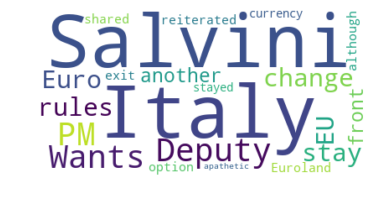 shared reiterated currency
Salvini
although
Euro exit another change
rules stayed
Italy
front
PM
EU
Wants Deputy stay
option apathetic Euroland